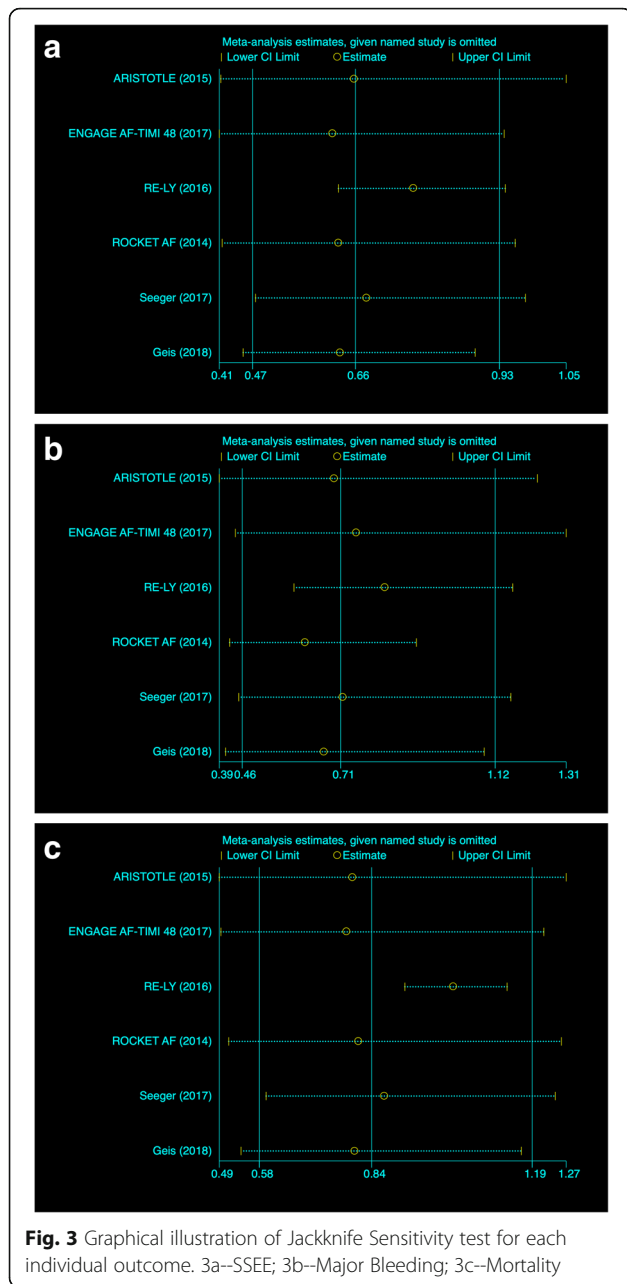 a
Meta-analysis estimates, given named study is omitted
| Lower CI Limit ○ Estimate | Upper CI Limit
ARISTOTLE (2015)
ENGAGE AF-TIMI 48 (2017)
RE-LY (2016)
ROCKET AF (2014)
Seeger (2017)
Geis (2018)
0.41 0.47 0.66 0.93 1.05
b
Meta-analysis estimates, given named study is omitted
| Lower CI Limit ○ Estimate | Upper CI Limit
ARISTOTLE (2015)
ENGAGE AF-TIMI 48 (2017)
RE-LY (2016)
ROCKET AF (2014)
Seeger (2017)
Geis (2018)
0.39 0.46 0.71 1.12 1.31
c
Meta-analysis estimates, given named study is omitted
| Lower CI Limit ○ Estimate | Upper CI Limit
ARISTOTLE (2015)
ENGAGE AF-TIMI 48 (2017)
RE-LY (2016)
ROCKET AF (2014)
Seeger (2017)
Geis (2018)
0.49 0.58 0.84 1.19 1.27
Fig. 3 Graphical illustration of Jackknife Sensitivity test for each
individual outcome. 3a--SSEE; 3b--Major Bleeding; 3c--Mortality